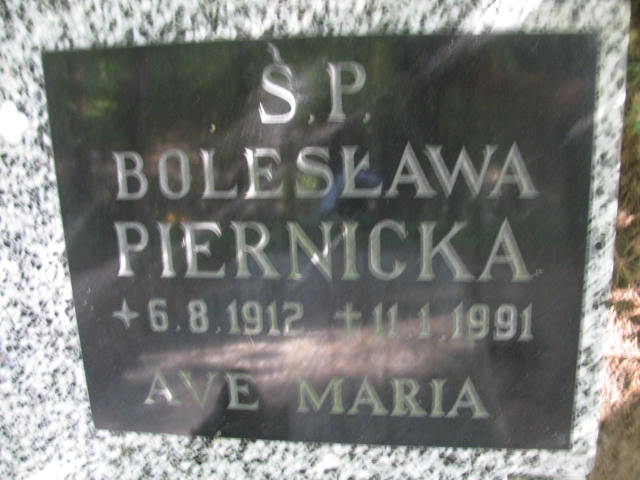 Ś.P.
BOLESŁAWA
PIERNICKA
+6.8.1912 †11.1.1991
AVE MARIA